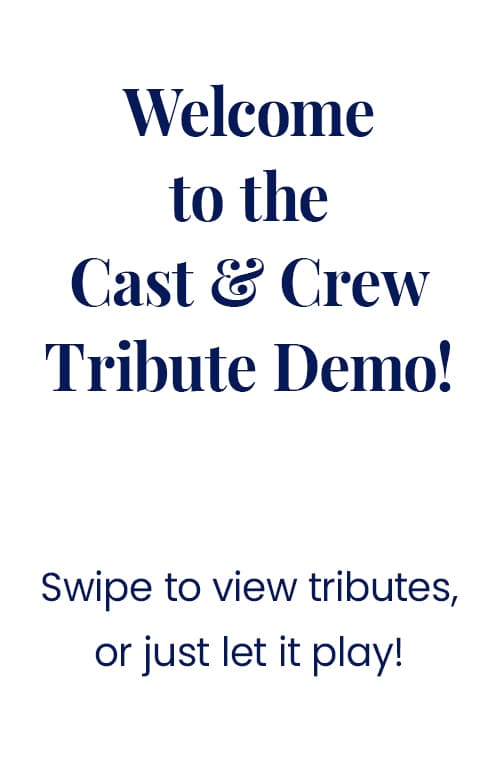 Welcome
to the
Cast & Crew
Tribute Demo!
Swipe to view tributes,
or just let it play!